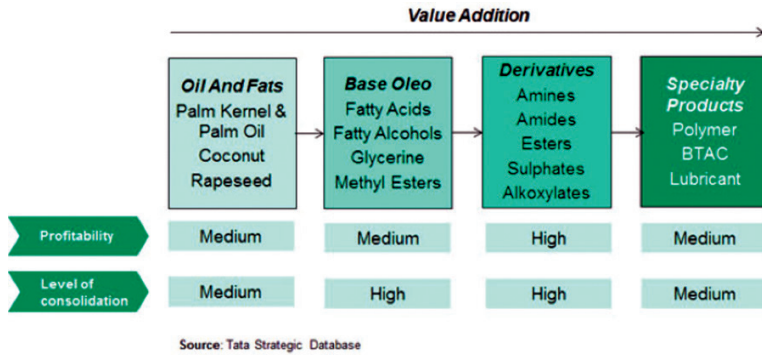 Value Addition
Oil And Fats
Palm Kernel &
Palm Oil
Coconut
Rapeseed
Base Oleo
Fatty Acids
Fatty Alcohols
Glycerine
Methyl Esters
Derivatives
Amines
Amides
Esters
Sulphates
Alkoxylates
Specialty
Products
Polymer
BTAC
Lubricant
Profitability
Medium
Medium
High
Medium
Level of
consolidation
Medium
High
High
Medium
Source: Tata Strategic Database